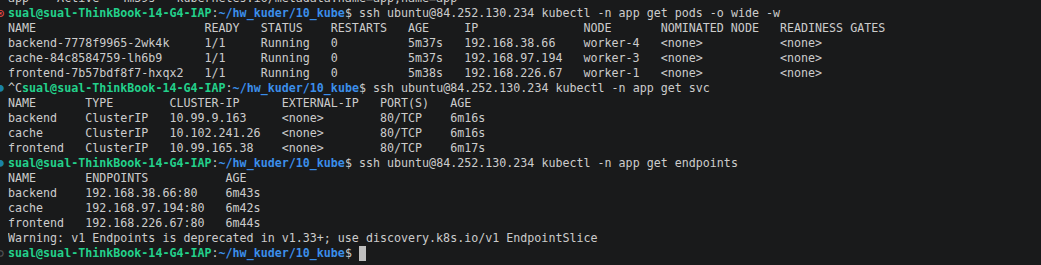 sual@sual-ThinkBook-14-G4-IAP:~/hw_kuder/10_kube$ ssh ubuntu@84.252.130.234 kubectl -n app get pods -o wide -w
NAME READY STATUS RESTARTS AGE IP NODE NOMINATED NODE READINESS GATES
backend-7778f9965-2wk4k 1/1 Running 0 5m37s 192.168.38.66 worker-4 <none> <none>
cache-84c8584759-lh6b9 1/1 Running 0 5m37s 192.168.97.194 worker-3 <none> <none>
frontend-7b57bdf8f7-hxqx2 1/1 Running 0 5m38s 192.168.226.67 worker-1 <none> <none>
^Csual@sual-ThinkBook-14-G4-IAP:~/hw_kuder/10_kube$ ssh ubuntu@84.252.130.234 kubectl -n app get svc
NAME TYPE CLUSTER-IP EXTERNAL-IP PORT(S) AGE
backend ClusterIP 10.99.9.163 <none> 80/TCP 6m16s
cache ClusterIP 10.102.241.26 <none> 80/TCP 6m16s
frontend ClusterIP 10.99.165.38 <none> 80/TCP 6m17s
sual@sual-ThinkBook-14-G4-IAP:~/hw_kuder/10_kube$ ssh ubuntu@84.252.130.234 kubectl -n app get endpoints
NAME ENDPOINTS AGE
backend 192.168.38.66:80 6m43s
cache 192.168.97.194:80 6m42s
frontend 192.168.226.67:80 6m44s
Warning: v1 Endpoints is deprecated in v1.33+; use discovery.k8s.io/v1 EndpointSlice
sual@sual-ThinkBook-14-G4-IAP:~/hw_kuder/10_kube$